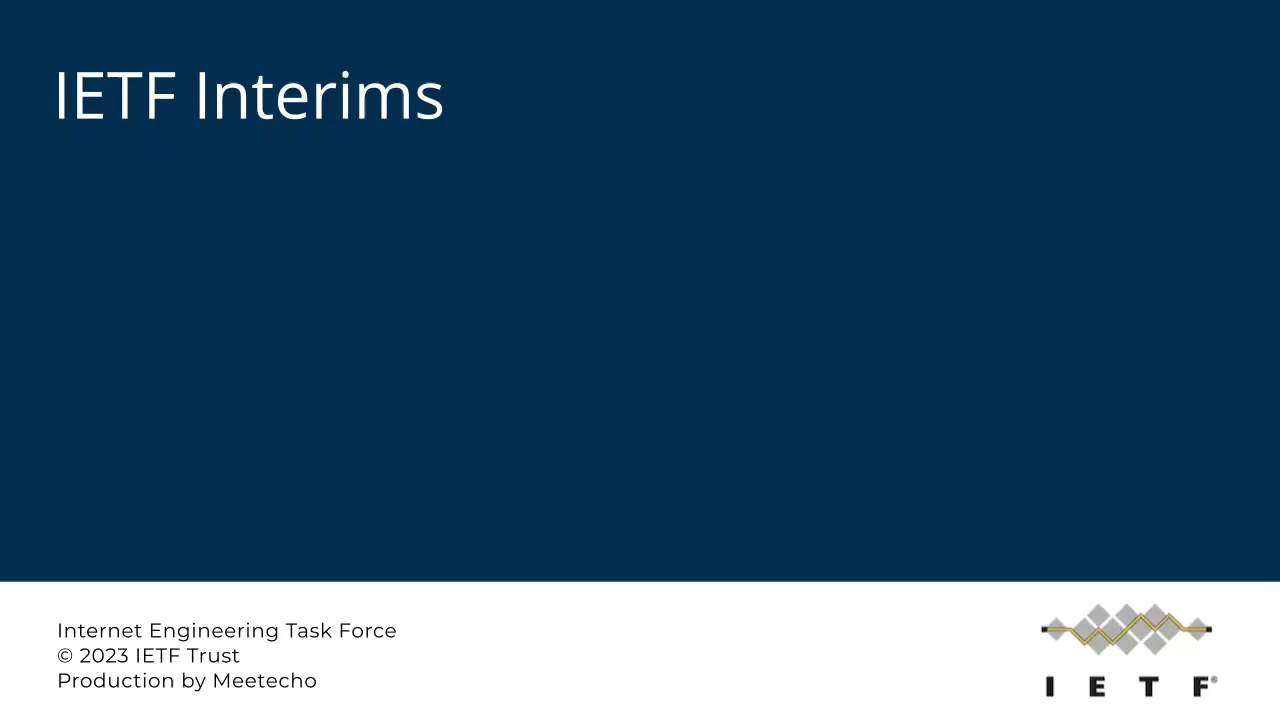 IETF Interims
Internet Engineering Task Force
© 2023 IETF Trust
Production by Meetecho
I E T F®